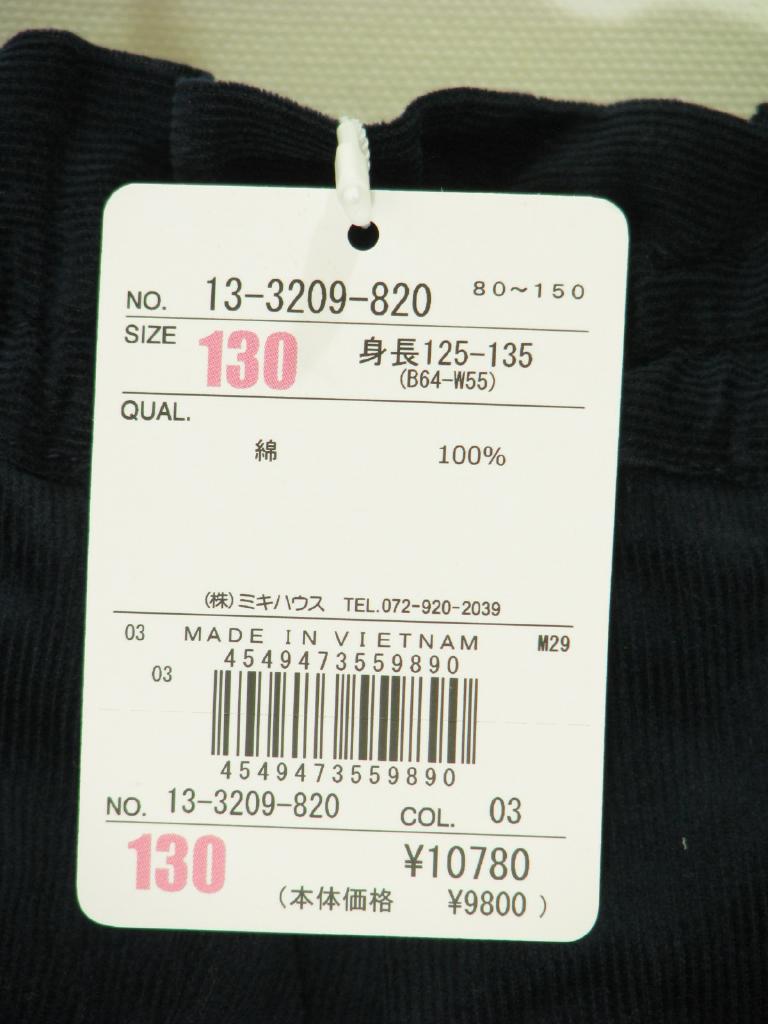 NO. 13-3209-820 80~150
SIZE 130 身長125-135
(B64-W55)
QUAL.
綿 100%
(株)ミキハウス TEL.072-920-2039
03 MADE IN VIETNAM M29
4549473559890
03
4549473559890
NO. 13-3209-820 COL. 03
130 ¥10780
(本体価格 ¥9800 )